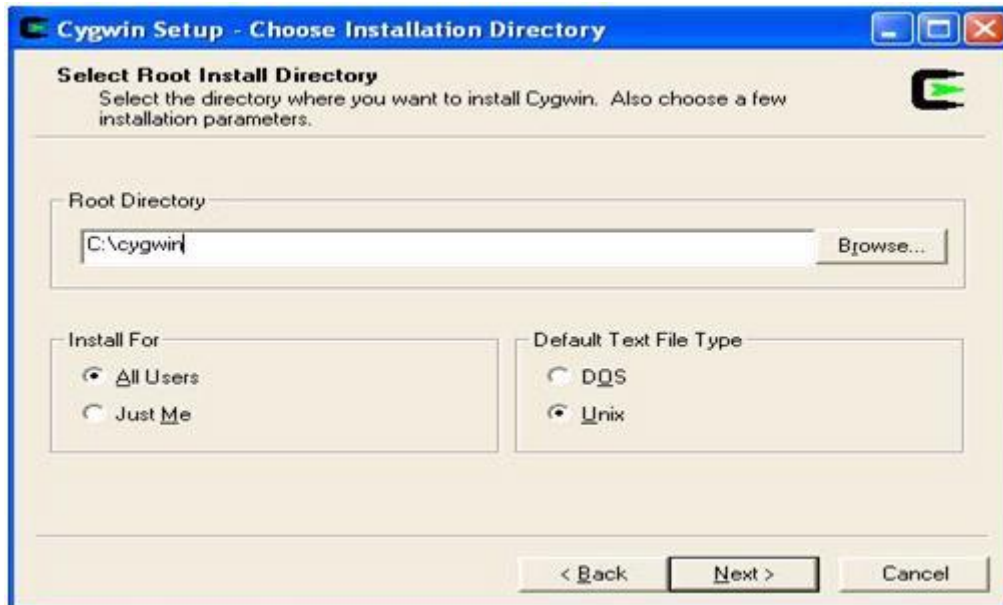 Cygwin Setup - Choose Installation Directory
Select Root Install Directory
Select the directory where you want to install Cygwin. Also choose a few
installation parameters.
Root Directory
C:\cygwin
Browse...
Install For
All Users
Just Me
Default Text File Type
DOS
Unix
< Back
Next >
Cancel